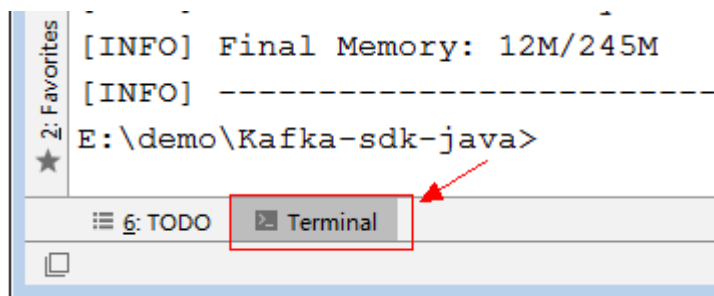 [INFO] Final Memory: 12M/245M
[INFO] -------------------------
E:\demo\Kafka-sdk-java>
2: Favorites
6: TODO
Terminal